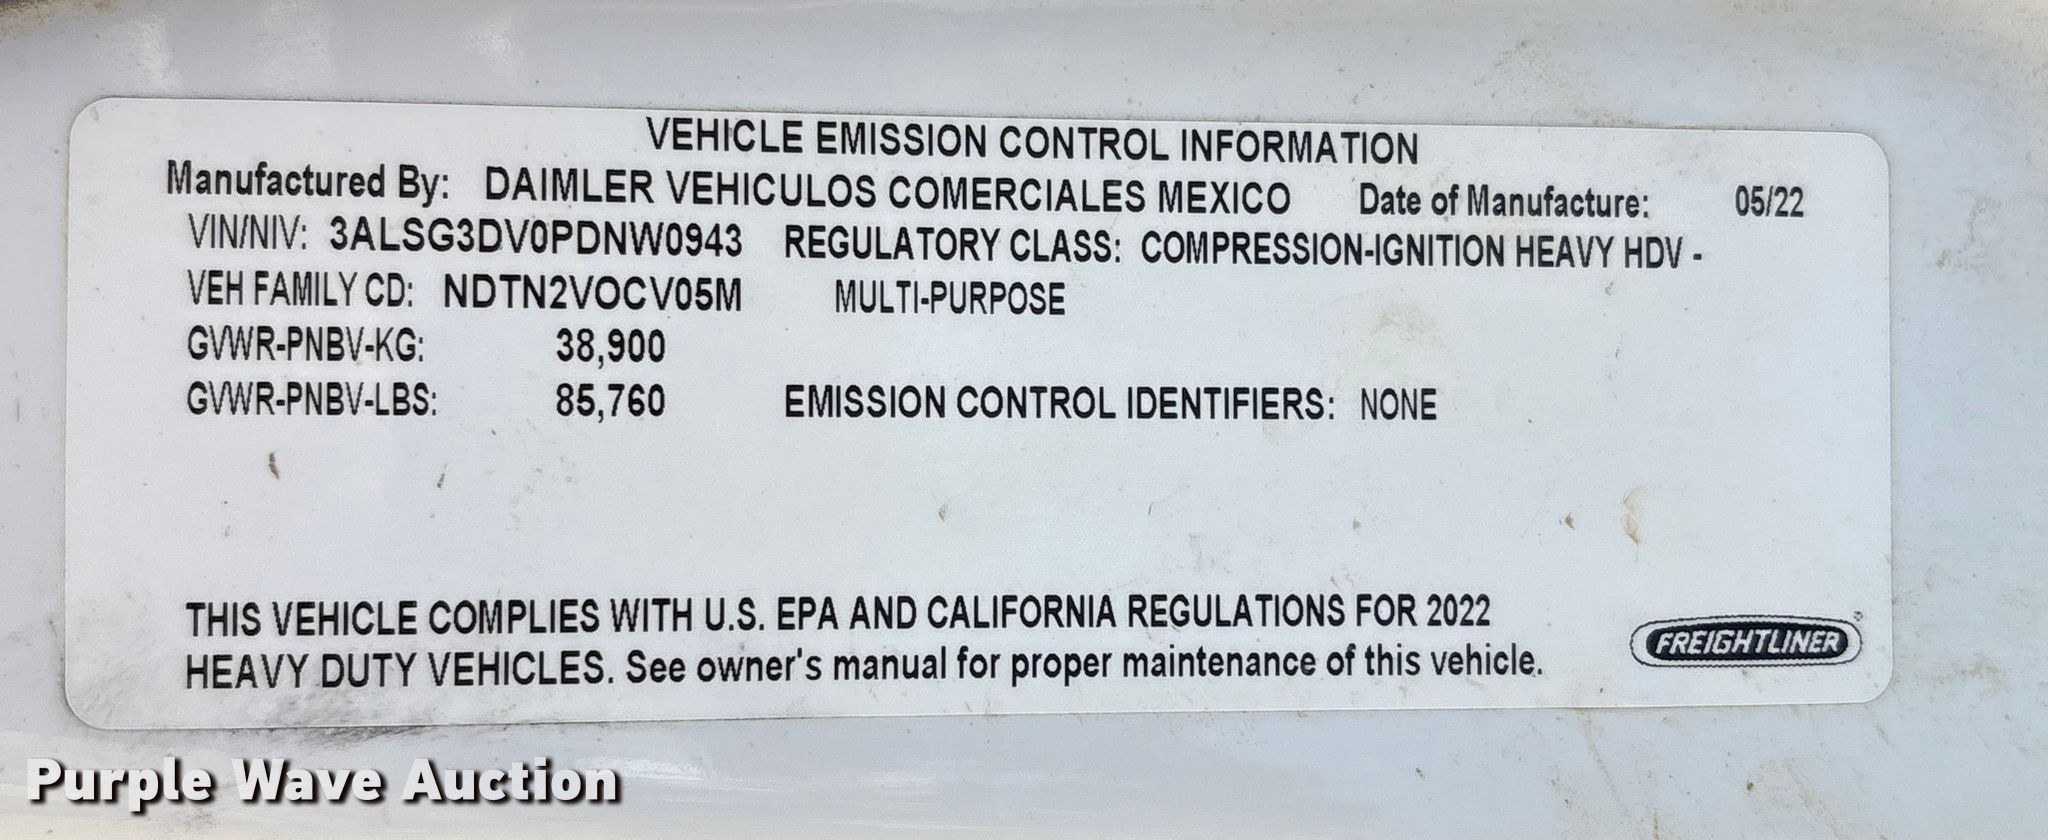 VEHICLE EMISSION CONTROL INFORMATION
Manufactured By: DAIMLER VEHICULOS COMERCIALES MEXICO Date of Manufacture: 05/22
VIN/NIV: 3ALSG3DV0PDNW0943 REGULATORY CLASS: COMPRESSION-IGNITION HEAVY HDV -
VEH FAMILY CD: NDTN2VOCV05M MULTI-PURPOSE
GVWR-PNBV-KG: 38,900
GVWR-PNBV-LBS: 85,760 EMISSION CONTROL IDENTIFIERS: NONE
THIS VEHICLE COMPLIES WITH U.S. EPA AND CALIFORNIA REGULATIONS FOR 2022
HEAVY DUTY VEHICLES. See owner's manual for proper maintenance of this vehicle.
FREIGHTLINER
Purple Wave Auction